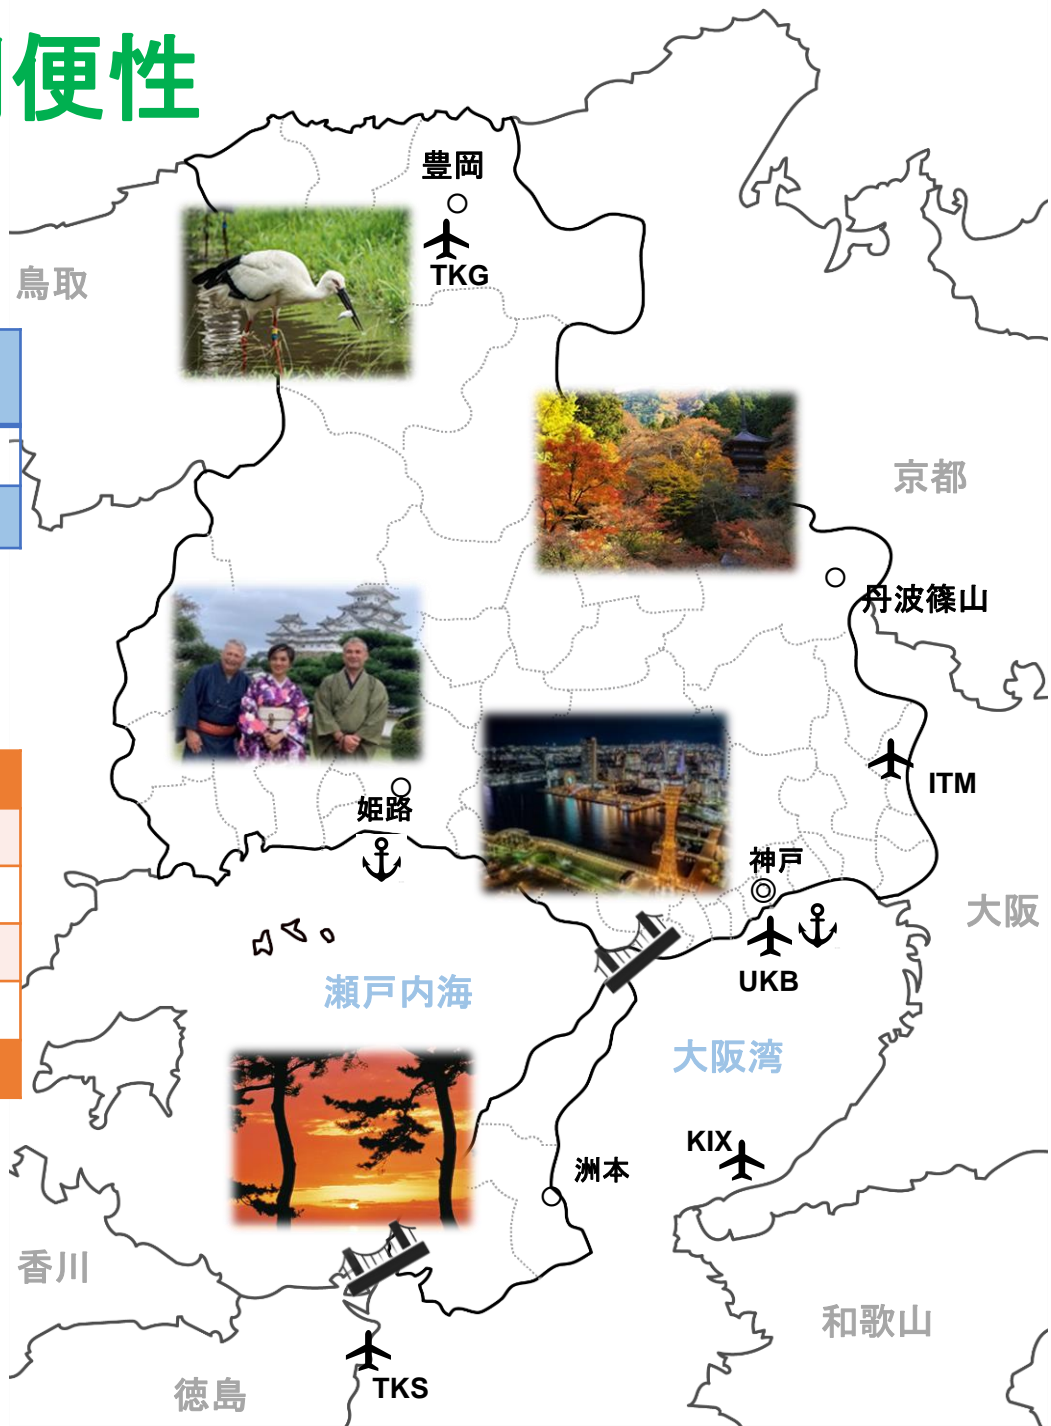 便性
豊岡
TKG
鳥取
京都
丹波篠山
ITM
姫路
神戸
大阪
UKB
瀬戸内海
大阪湾
KIX
洲本
香川
和歌山
TKS
徳島